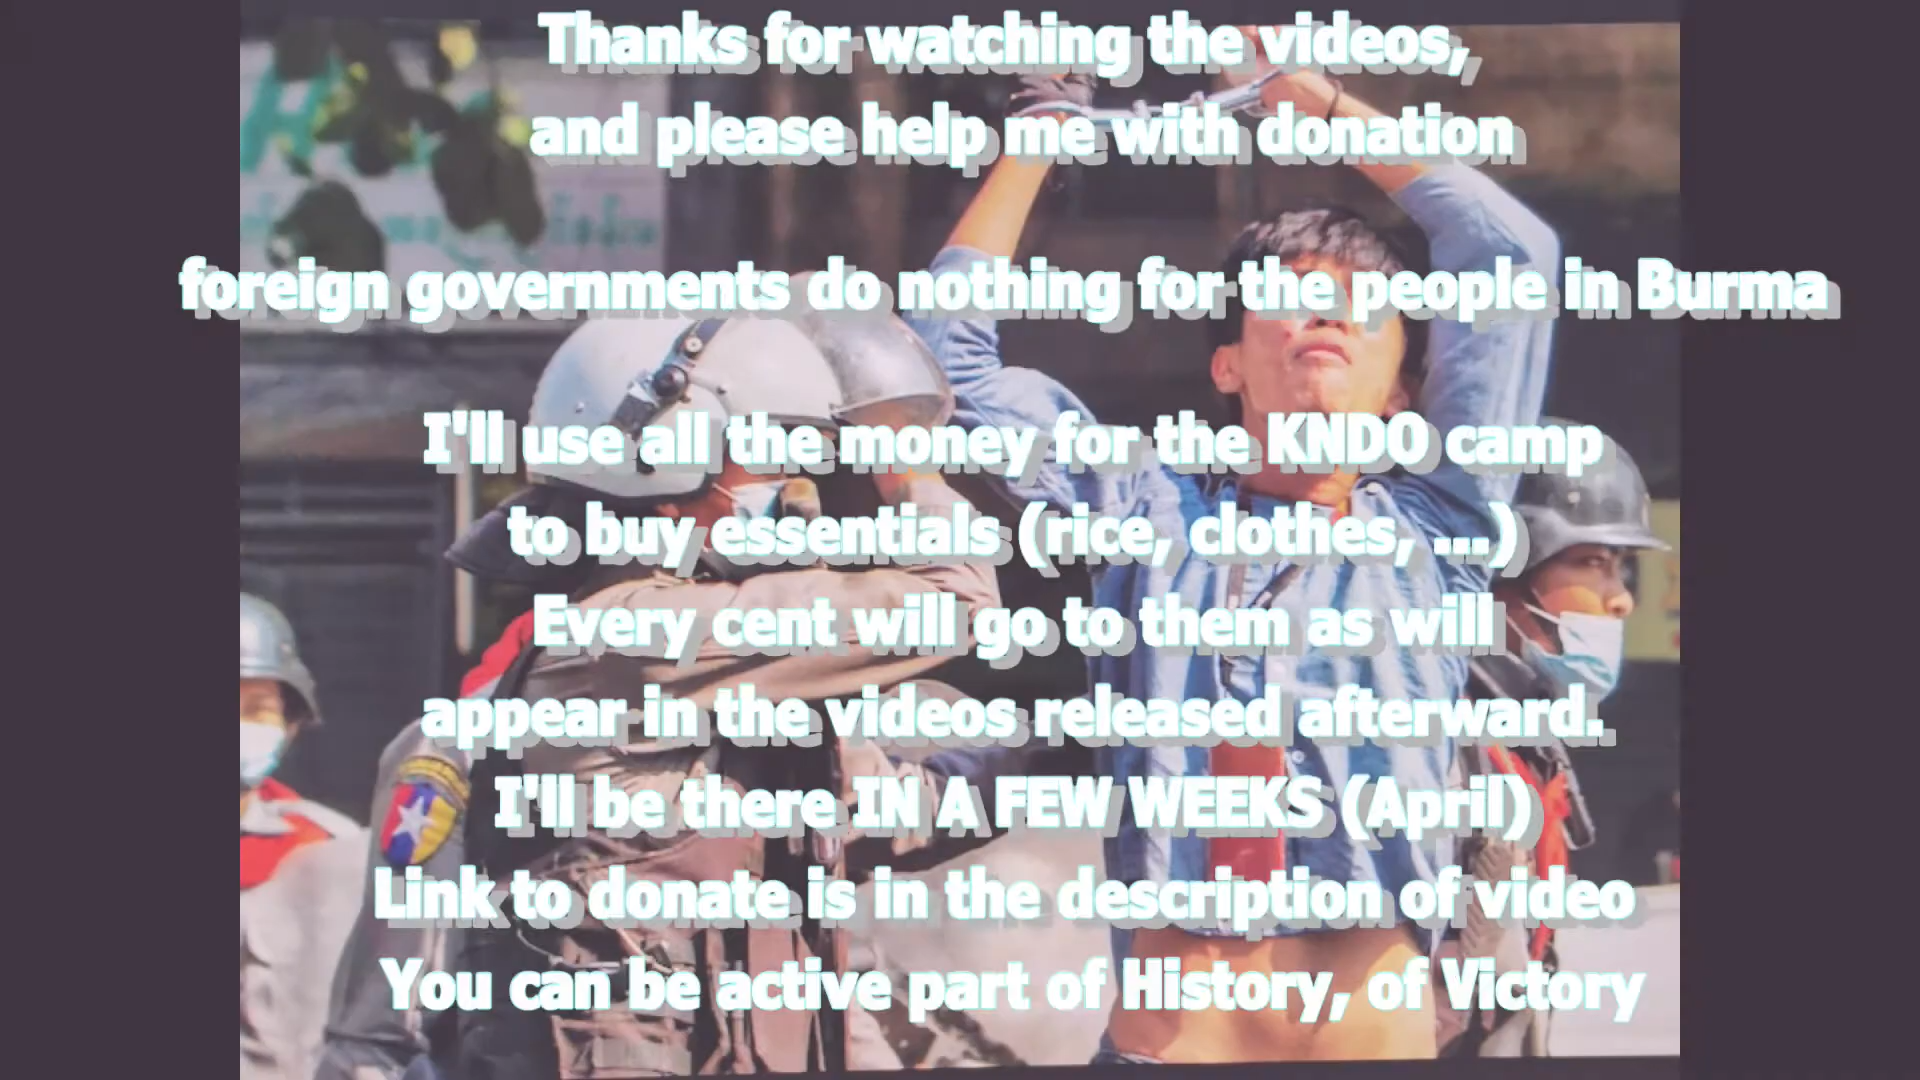 Thanks for watching the videos,
and please help me with donation
foreign governments do nothing for the people in Burma
I'll use all the money for the KNDO camp
to buy essentials (rice, clothes, ...)
Every cent will go to them as will
appear in the videos released afterward.
I'll be there IN A FEW WEEKS (April)
Link to donate is in the description of video
You can be active part of History, of Victory